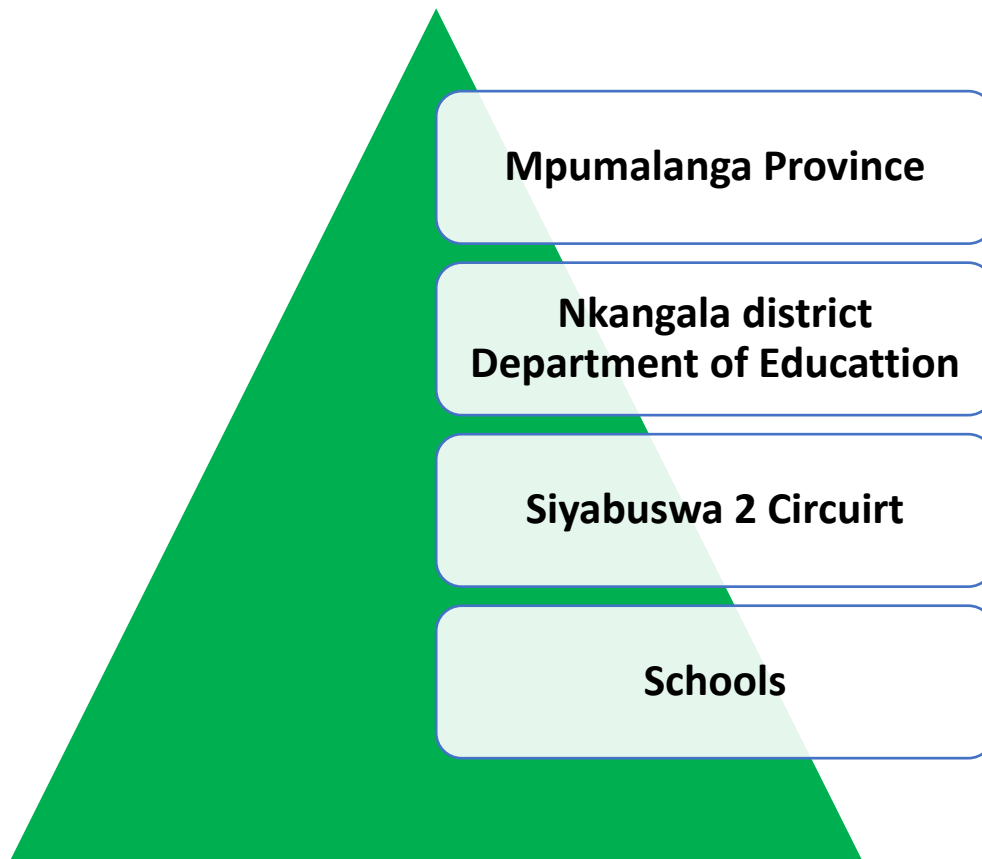 Mpumalanga Province
Nkangala district
Department of Educattion
Siyabuswa 2 Circuirt
Schools